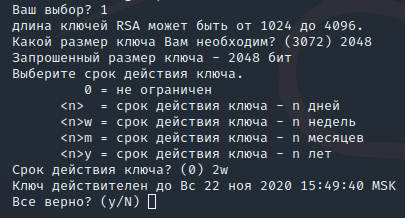 Ваш выбор? 1
длина ключей RSA может быть от 1024 до 4096.
Какой размер ключа Вам необходим? (3072) 2048
Запрошенный размер ключа - 2048 бит
Выберите срок действия ключа.
0 = не ограничен
<n> = срок действия ключа - n дней
<n>w = срок действия ключа - n недель
<n>m = срок действия ключа - n месяцев
<n>y = срок действия ключа - n лет
Срок действия ключа? (0) 2w
Ключ действителен до Вс 22 ноя 2020 15:49:40 MSK
Все верно? (y/N)